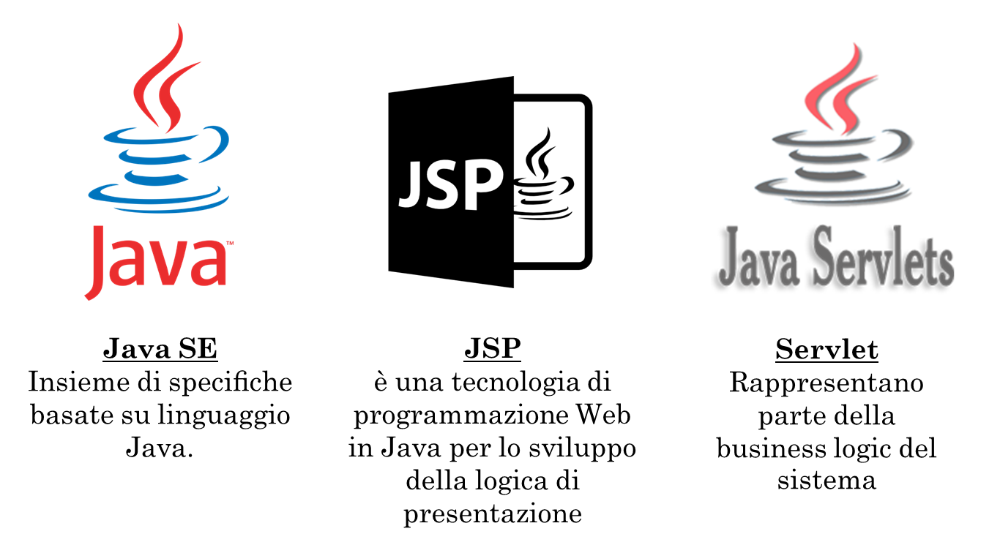 Java™
JSP
Java Servlets
Java SE
Insieme di specifiche
basate su linguaggio
Java.
JSP
è una tecnologia di
programmazione Web
in Java per lo sviluppo
della logica di
presentazione
Servlet
Rappresentano
parte della
business logic del
sistema